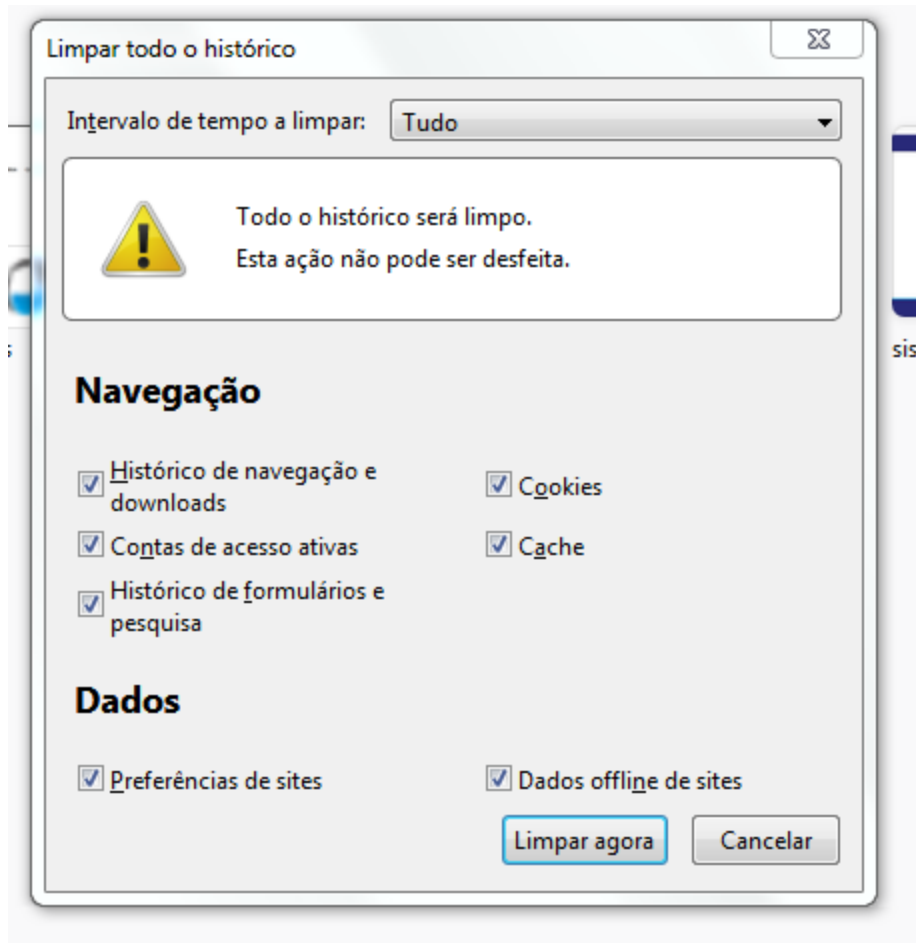 Limpar todo o histórico
Intervalo de tempo a limpar: Tudo
Todo o histórico será limpo.
Esta ação não pode ser desfeita.
sis
Navegação
Histórico de navegação e
downloads
Cookies
Contas de acesso ativas
Cache
Histórico de formulários e
pesquisa
Dados
Preferências de sites
Dados offline de sites
Limpar agora
Cancelar